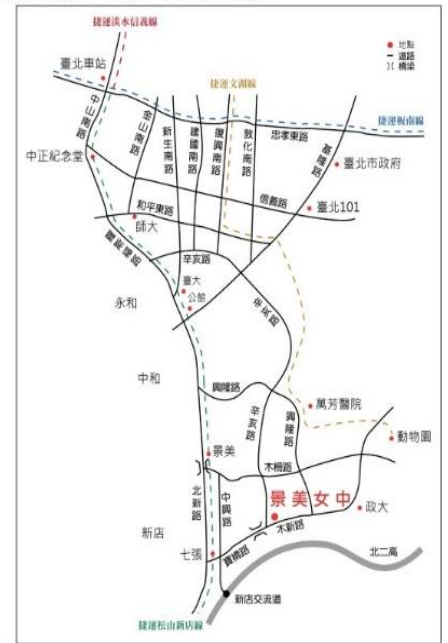 捷運淡水信義線
地點
道路
橋梁
臺北車站
捷運文湖線
中山南路
金山南路
新生南路
建國南路
復興南路
敦化南路
忠孝東路
捷運板南線
基隆路
中正紀念堂
臺北市政府
信義路
臺北101
和平東路
師大
羅斯福路
辛亥路
臺大
公館
永和
辛亥路
中和
興隆路
辛亥路
興隆路
萬芳醫院
動物園
景美
木柵路
北新路
中興路
景美女中
政大
木新路
新店
寶橋路
七張
北二高
新店交流道
捷運松山新店線